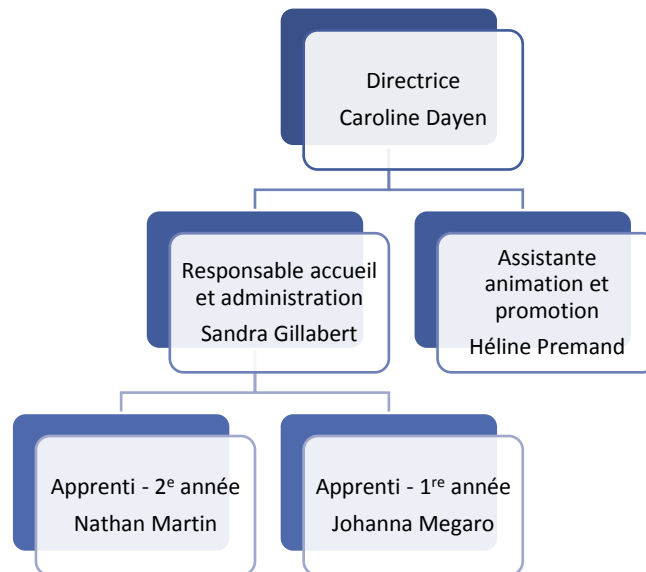 Directrice
Caroline Dayen
Responsable accueil
et administration
Sandra Gillabert
Assistante
animation et
promotion
Héline Premand
Apprenti - 2e année
Nathan Martin
Apprenti - 1re année
Johanna Megaro